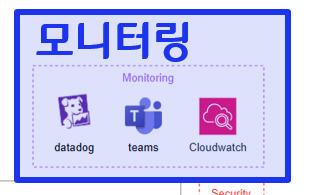 모니터링
Monitoring
datadog teams Cloudwatch
Security